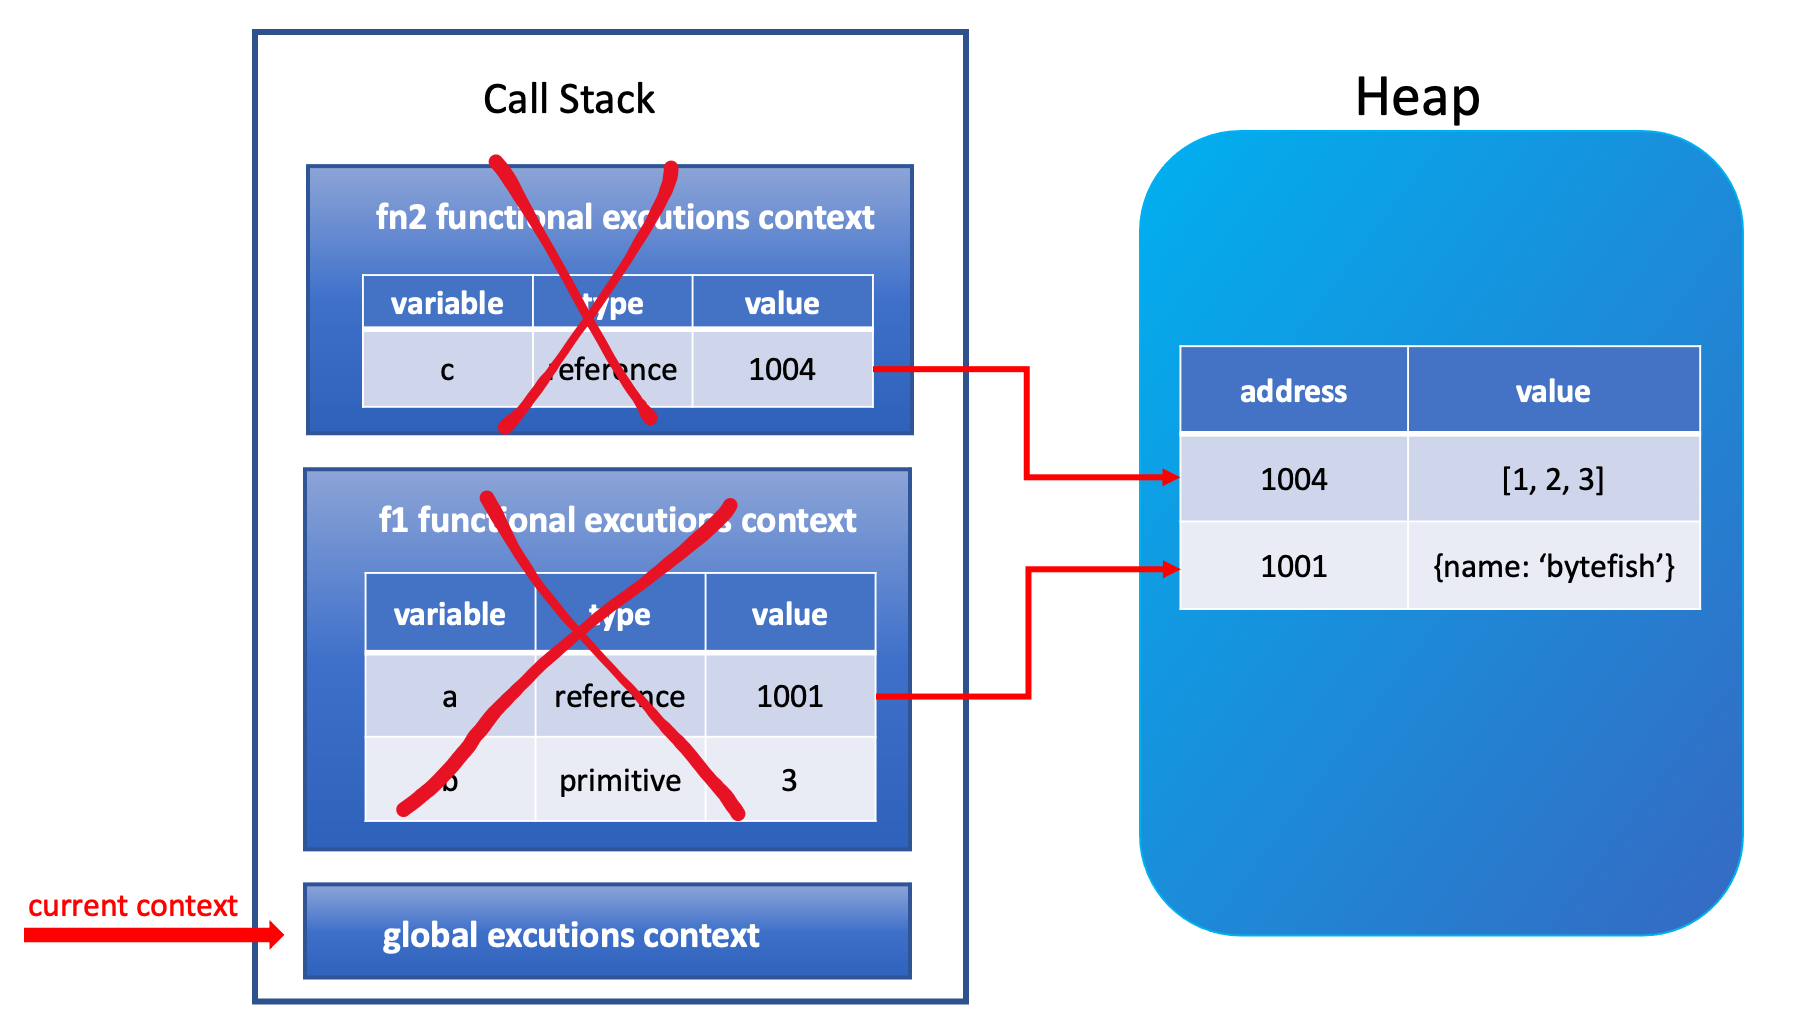 Call Stack
Heap
fn2 functional excutions context
variable type value
c reference 1004
f1 functional excutions context
variable type value
a reference 1001
b primitive 3
address value
1004 [1, 2, 3]
1001 {name: ‘bytefish’}
current context
global excutions context